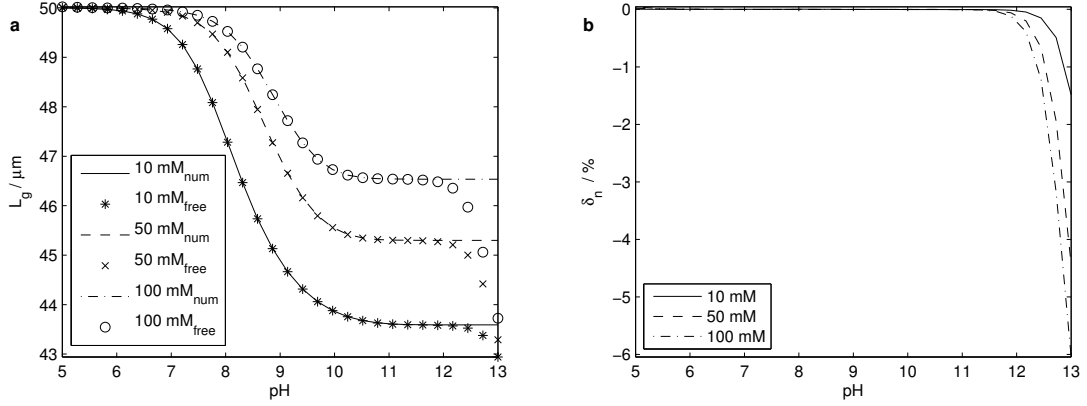 a
50
49
48
47
46
45
44
43
L_g / μm
10 mM_num
10 mM_free
50 mM_num
50 mM_free
100 mM_num
100 mM_free
5 6 7 8 9 10 11 12 13
pH
b
0
−1
−2
−3
−4
−5
−6
δ_n / %
10 mM
50 mM
100 mM
5 6 7 8 9 10 11 12 13
pH